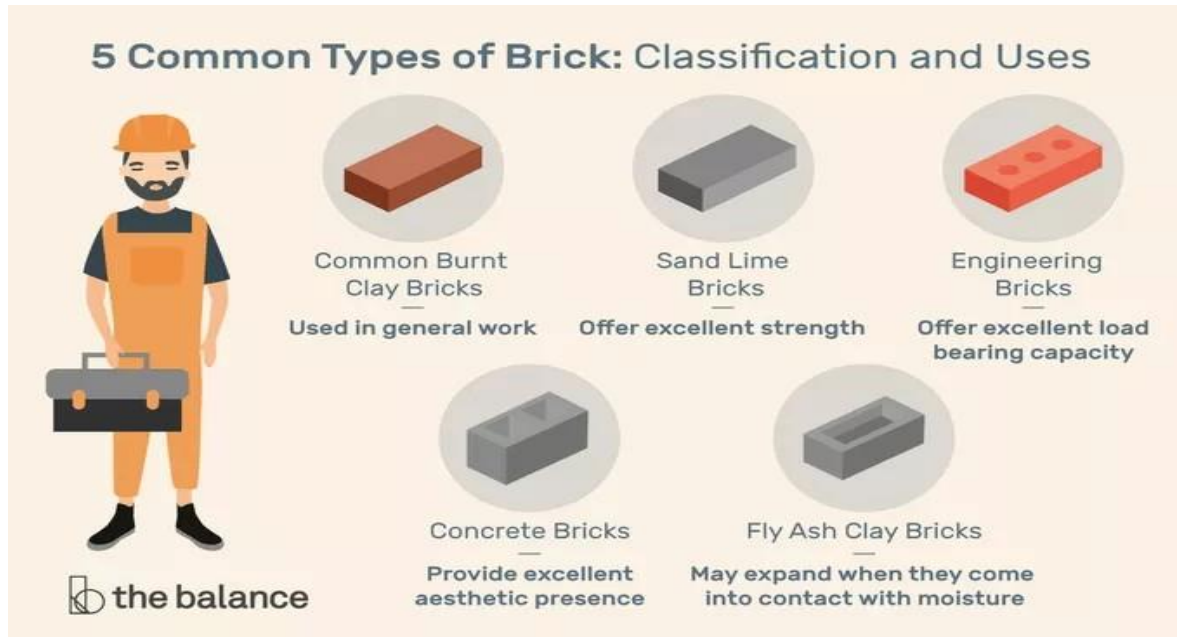 5 Common Types of Brick: Classification and Uses
Common Burnt
Clay Bricks
Used in general work
Sand Lime
Bricks
Offer excellent strength
Engineering
Bricks
Offer excellent load
bearing capacity
Concrete Bricks
Provide excellent
aesthetic presence
Fly Ash Clay Bricks
May expand when they come
into contact with moisture
the balance